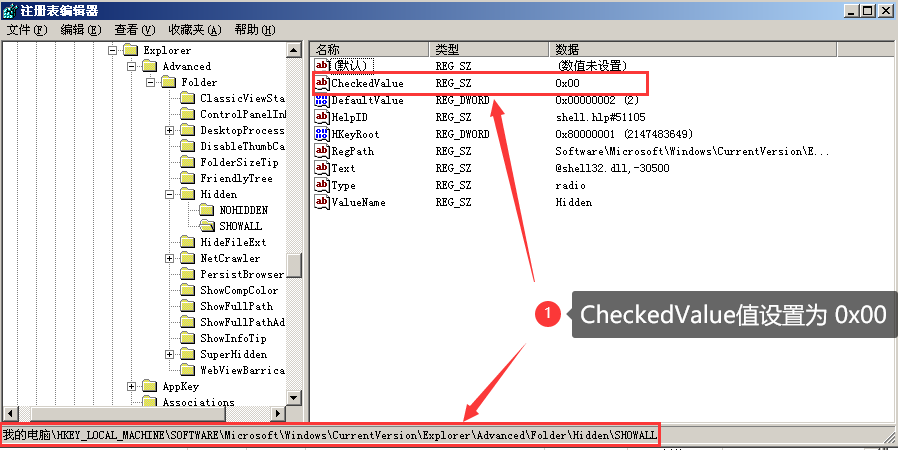 注册表编辑器
文件(F) 编辑(E) 查看(V) 收藏夹(A) 帮助(H)
Explorer
Advanced
Folder
ClassicViewSta
ControlPanelIn
DesktopProcess
DisableThumbCa
FolderSizeTip
FriendlyTree
Hidden
NOHIDDEN
SHOWALL
HideFileExt
NetCrawler
PersistBrowser
ShowCompColor
ShowFullPath
ShowFullPathAd
ShowInfoTip
SuperHidden
WebViewBarrica
AppKey
Associations
名称 类型 数据
(默认) REG_SZ (数值未设置)
CheckedValue REG_SZ 0x00
DefaultValue REG_DWORD 0x00000002 (2)
HelpID REG_SZ shell.hlp#51105
HKeyRoot REG_DWORD 0x80000001 (2147483649)
RegPath REG_SZ Software\Microsoft\Windows\CurrentVersion\E...
Text REG_SZ @shell32.dll,-30500
Type REG_SZ radio
ValueName REG_SZ Hidden
1 CheckedValue值设置为 0x00
我的电脑\HKEY_LOCAL_MACHINE\SOFTWARE\Microsoft\Windows\CurrentVersion\Explorer\Advanced\Folder\Hidden\SHOWALL